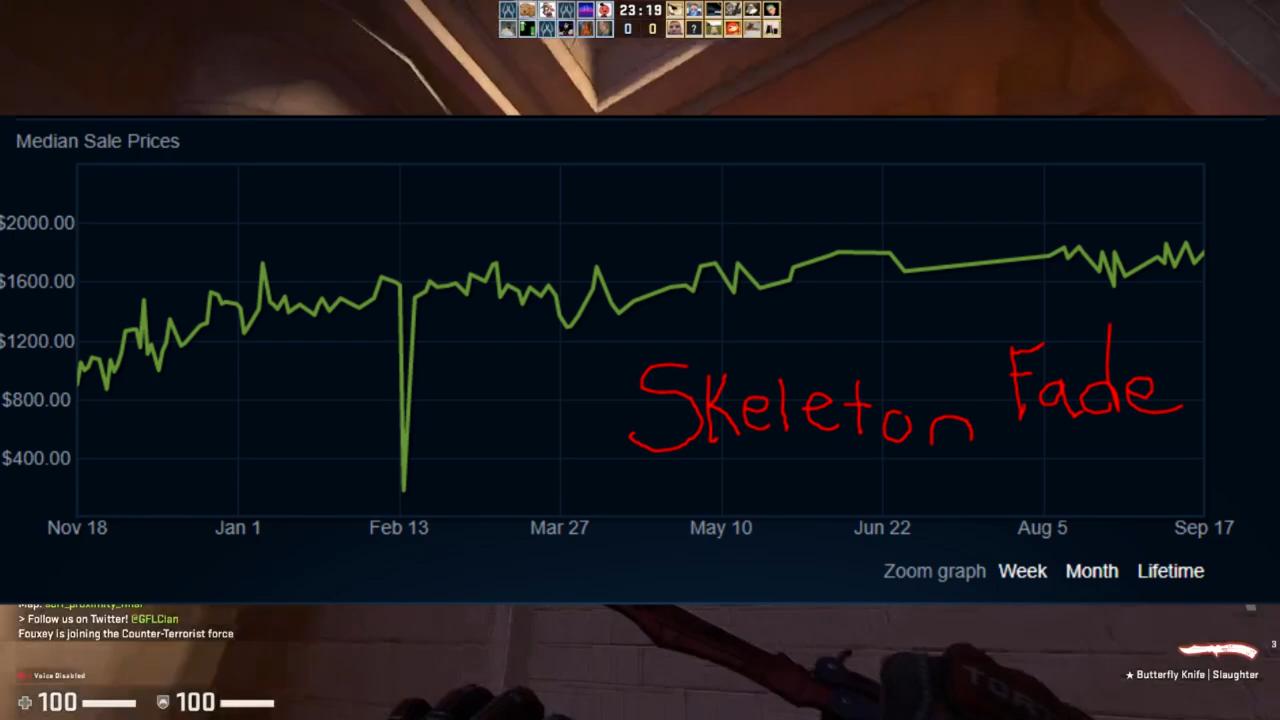 23:19
0 0
?
Median Sale Prices
$2000.00
$1600.00
$1200.00
$800.00
$400.00
Nov 18 Jan 1 Feb 13 Mar 27 May 10 Jun 22 Aug 5 Sep 17
Skeleton Fade
Zoom graph Week Month Lifetime
Map: surf_proximity_final
> Follow us on Twitter! @GFLClan
Fouxey is joining the Counter-Terrorist force
Voice Disabled
100 100
3
★ Butterfly Knife | Slaughter